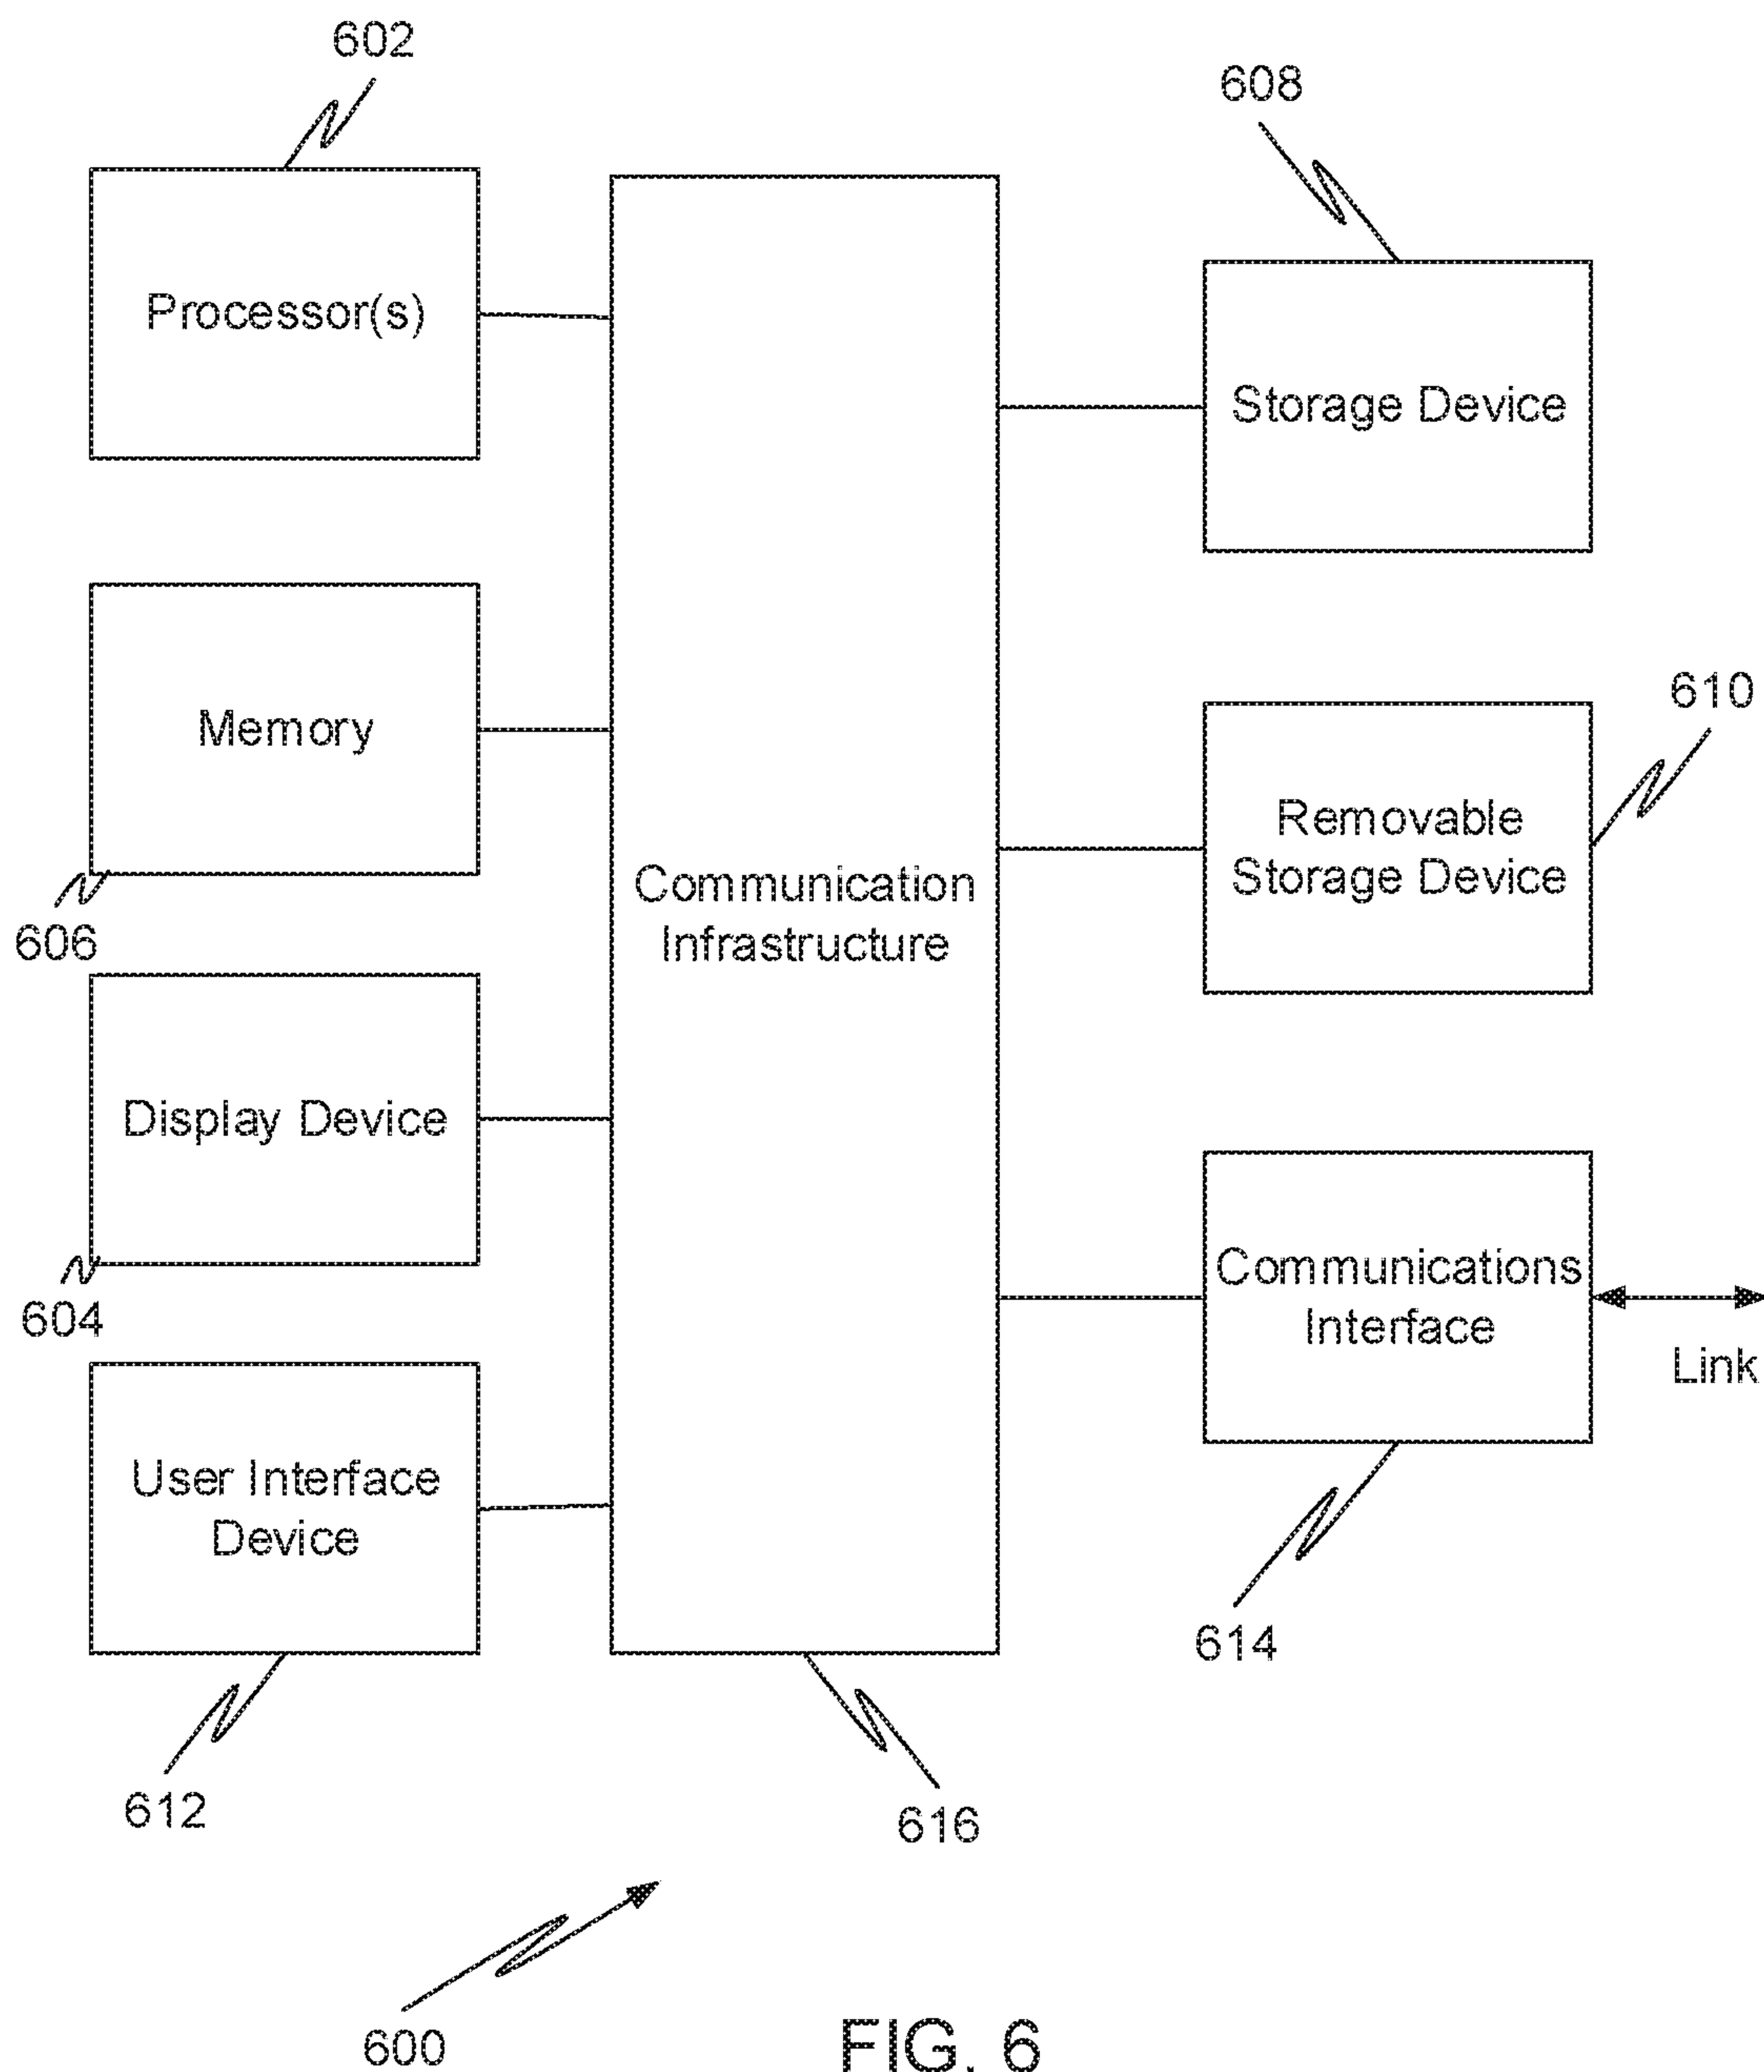 602
608
Processor(s)
Storage Device
610
Memory
Removable
Storage Device
Communication
Infrastructure
606
Display Device
Communications
Interface
Link
604
User Interface
Device
614
612
616
600
FIG. 6